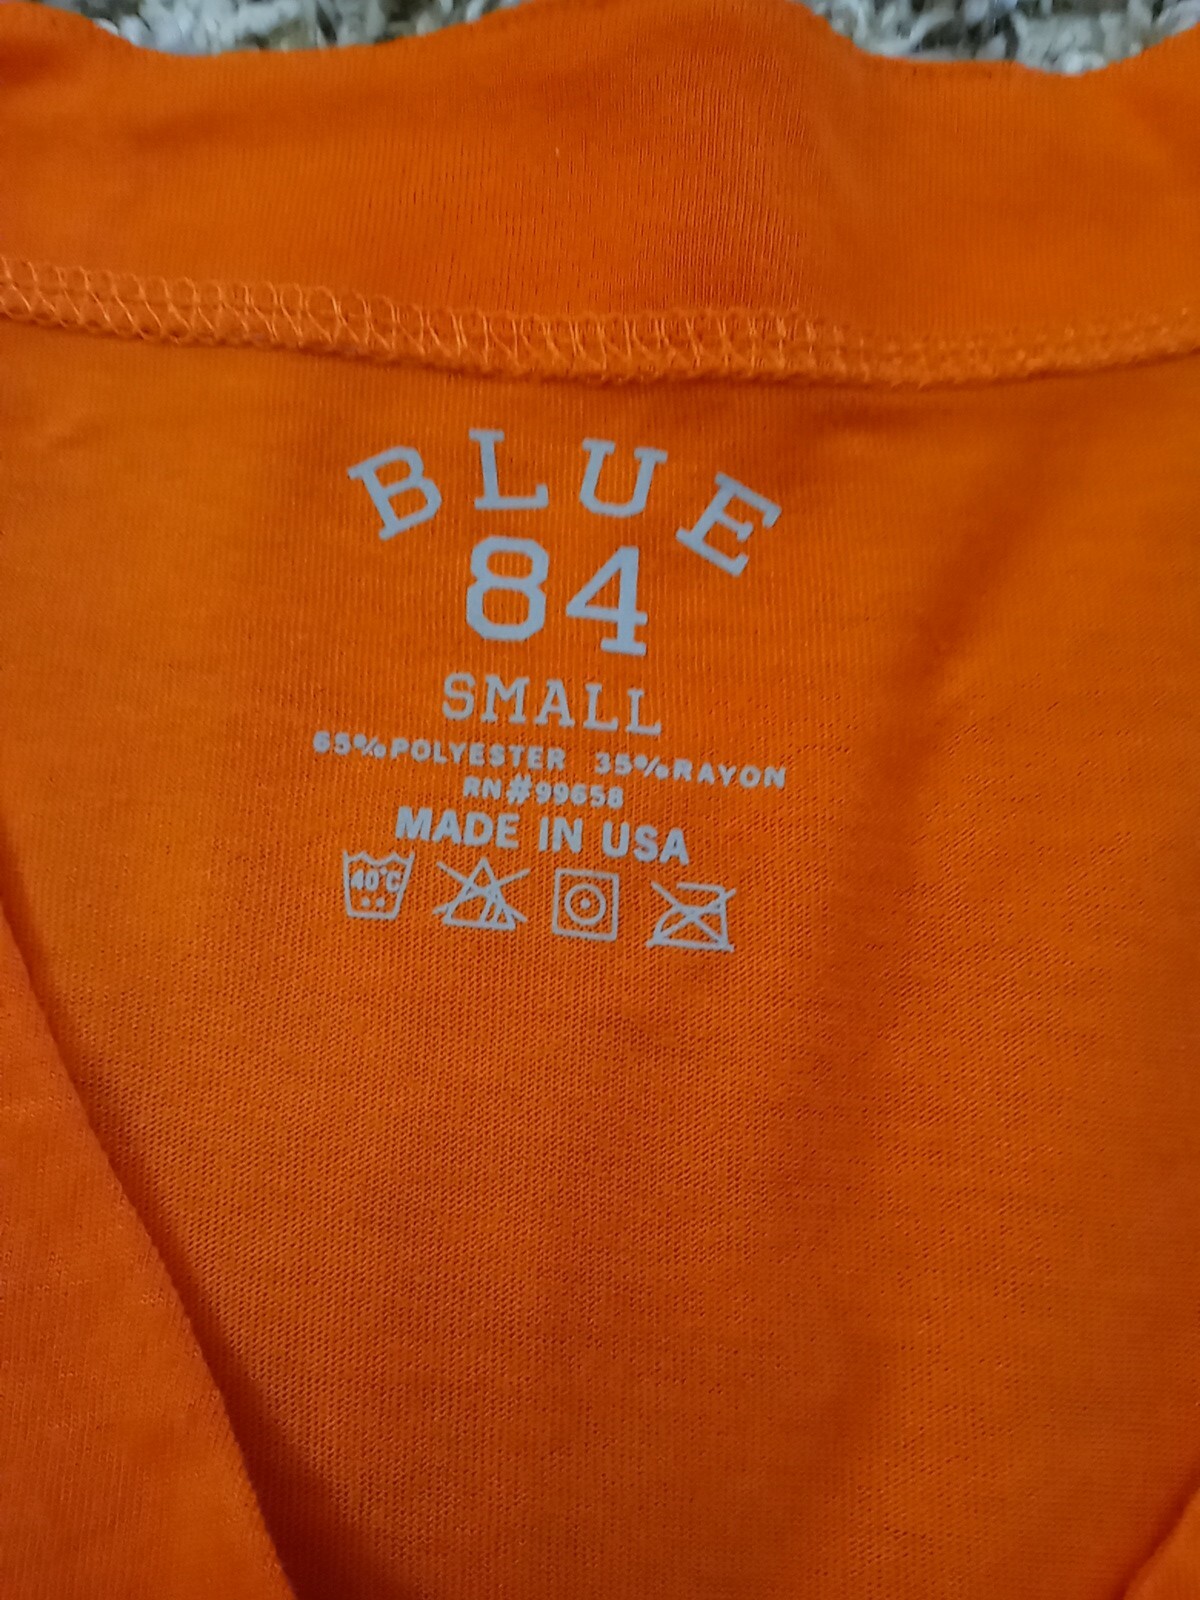 BLUE
84
SMALL
65% POLYESTER 35% RAYON
RN#99658
MADE IN USA
40°C